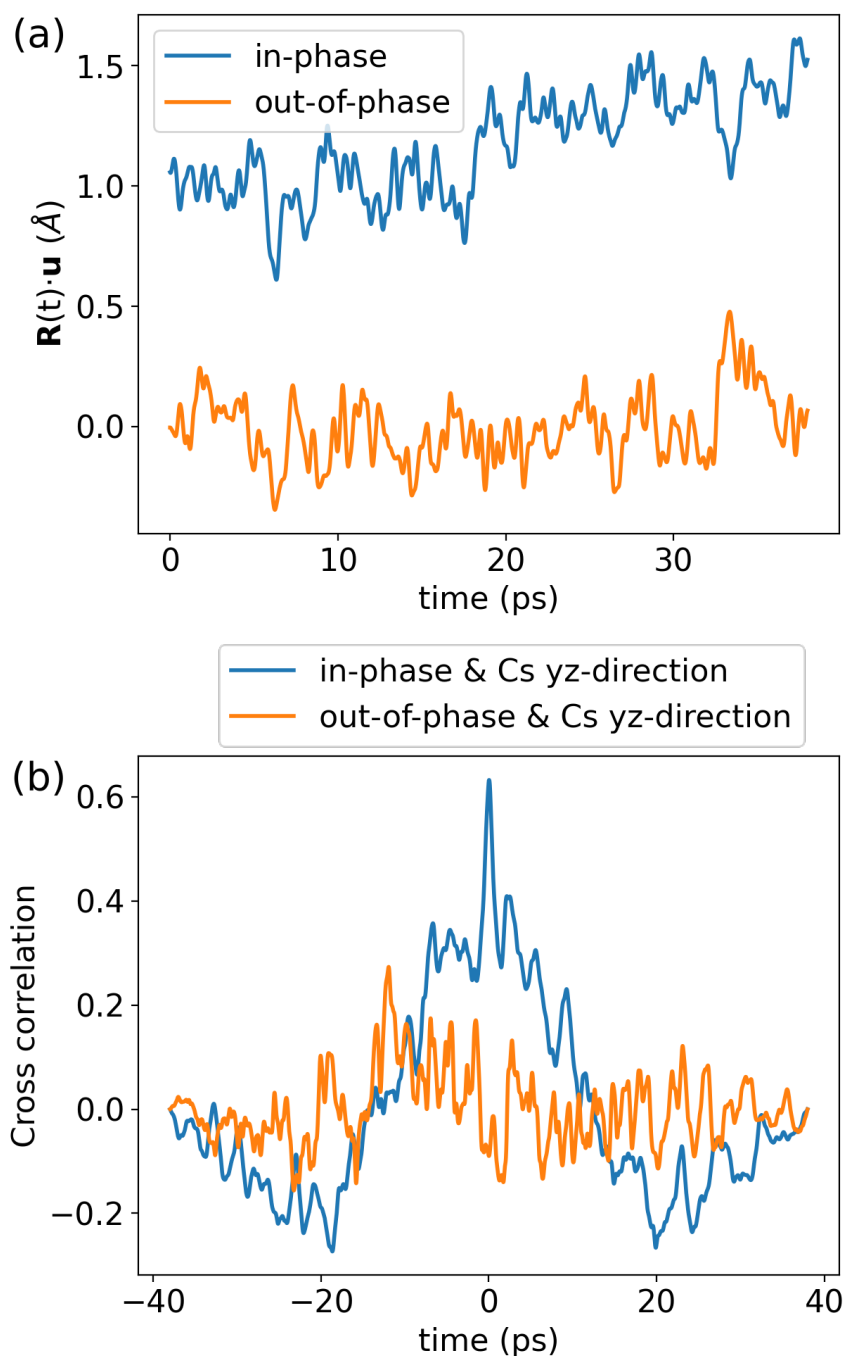 (a)
in-phase
out-of-phase
1.5
1.0
0.5
0.0
R(t)·u (Å)
0 10 20 30
time (ps)
in-phase & Cs yz-direction
out-of-phase & Cs yz-direction
(b)
0.6
0.4
0.2
0.0
−0.2
Cross correlation
−40 −20 0 20 40
time (ps)